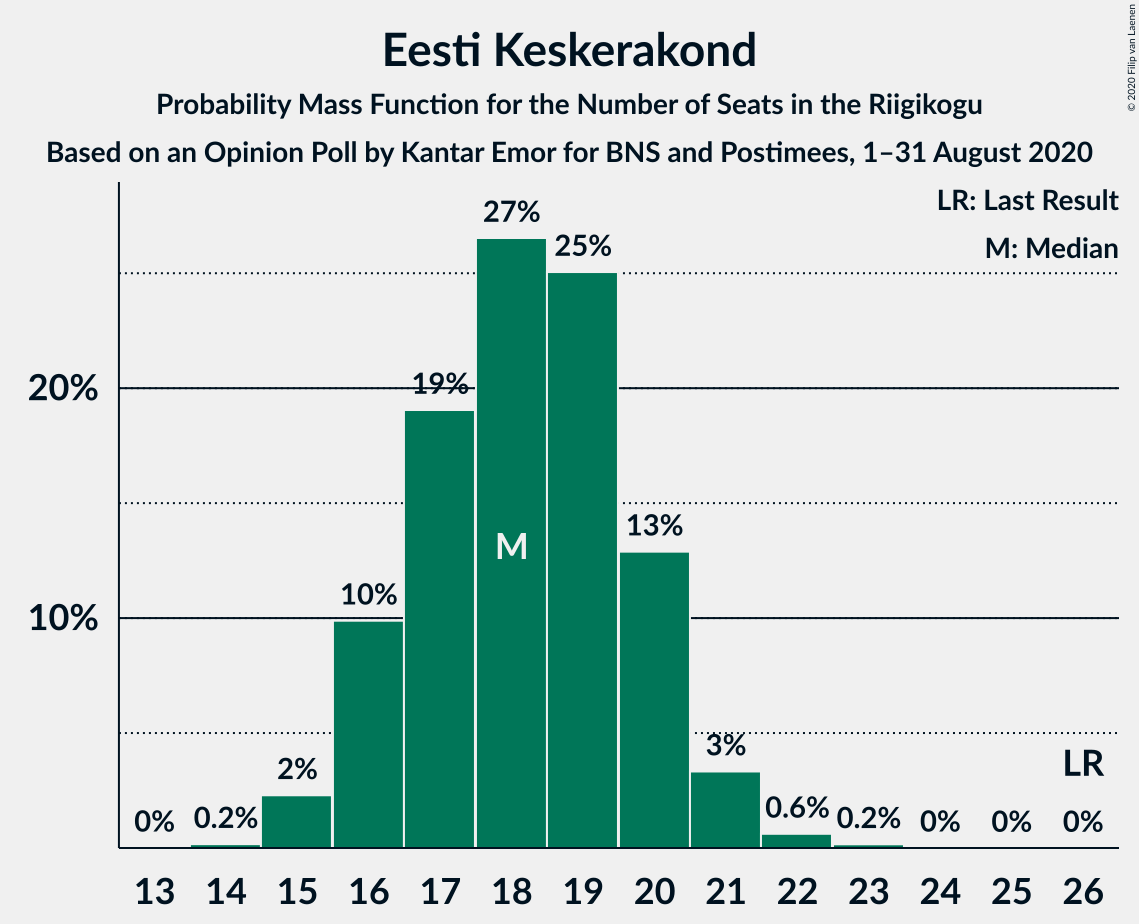 Eesti Keskerakond
Probability Mass Function for the Number of Seats in the Riigikogu
Based on an Opinion Poll by Kantar Emor for BNS and Postimees, 1–31 August 2020
© 2020 Filip van Laenen
LR: Last Result
M: Median
27%
25%
20%
19%
13%
M
10%
10%
3%
LR
2%
0%
0.2%
0.6%
0.2%
0%
0%
0%
13 14 15 16 17 18 19 20 21 22 23 24 25 26